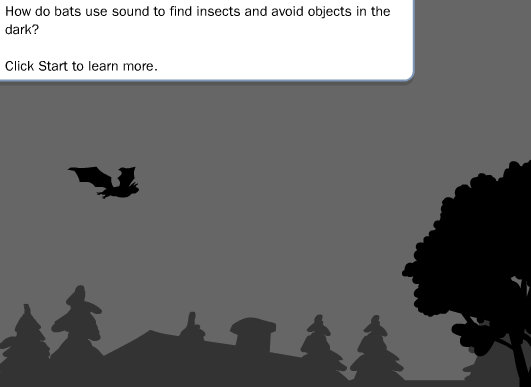 How do bats use sound to find insects and avoid objects in the
dark?
Click Start to learn more.